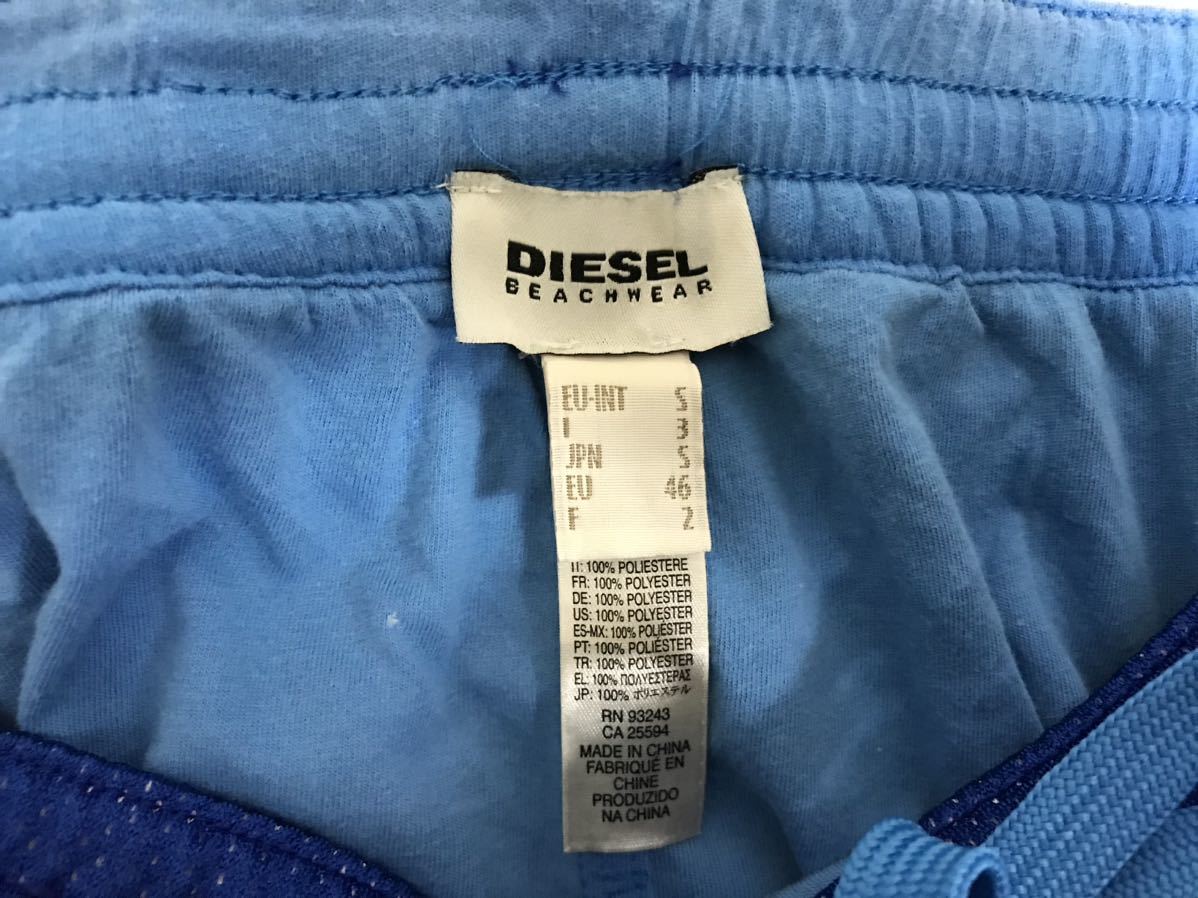 DIESEL
BEACHWEAR
EU-INT S
I 3
JPN S
EU 46
F 2
IT: 100% POLIESTERE
FR: 100% POLYESTER
DE: 100% POLYESTER
US: 100% POLYESTER
ES-MX: 100% POLIÉSTER
PT: 100% POLIÉSTER
TR: 100% POLYESTER
EL: 100% ΠΟΛΥΕΣΤΕΡΑΣ
JP: 100% ポリエステル
RN 93243
CA 25594
MADE IN CHINA
FABRIQUÉ EN
CHINE
PRODUZIDO
NA CHINA